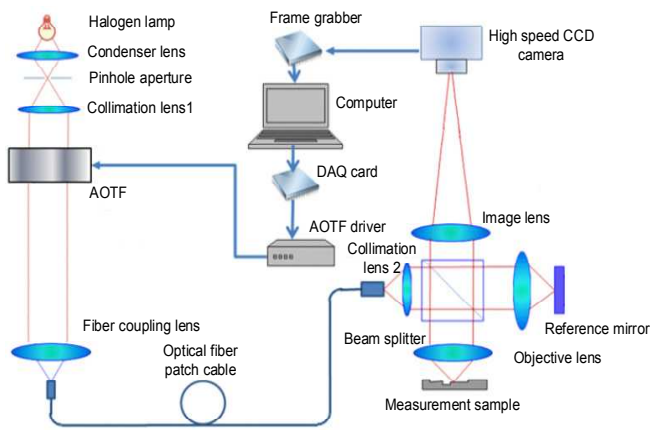 Halogen lamp
Condenser lens
Pinhole aperture
Collimation lens1
AOTF
Fiber coupling lens
Optical fiber
patch cable
Frame grabber
Computer
DAQ card
AOTF driver
High speed CCD
camera
Image lens
Collimation
lens 2
Beam splitter
Reference mirror
Objective lens
Measurement sample